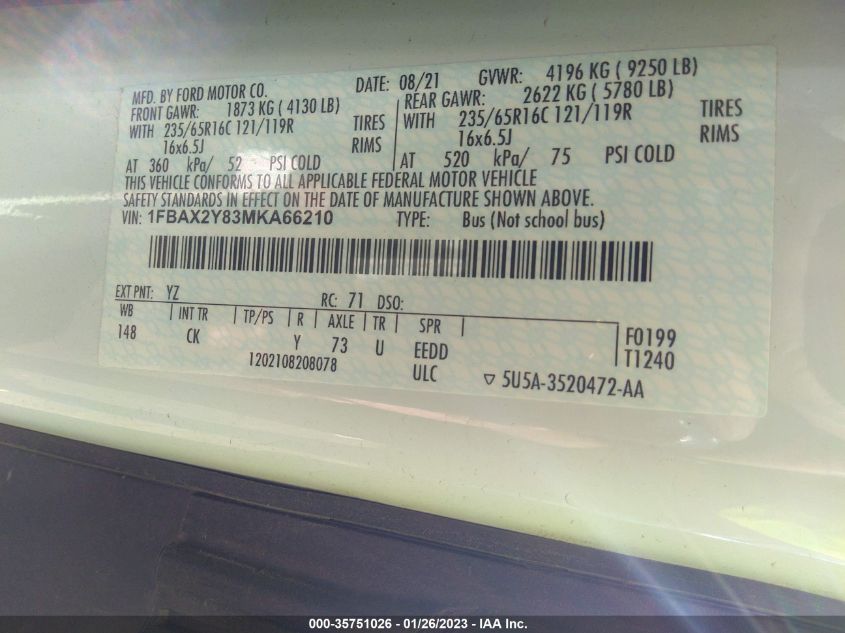 MFD. BY FORD MOTOR CO. DATE: 08/21 GVWR: 4196 KG ( 9250 LB)
FRONT GAWR: 1873 KG ( 4130 LB) REAR GAWR: 2622 KG ( 5780 LB)
WITH 235/65R16C 121/119R TIRES WITH 235/65R16C 121/119R TIRES
16x6.5J RIMS 16x6.5J RIMS
AT 360 kPa/ 52 PSI COLD AT 520 kPa/ 75 PSI COLD
THIS VEHICLE CONFORMS TO ALL APPLICABLE FEDERAL MOTOR VEHICLE
SAFETY STANDARDS IN EFFECT ON THE DATE OF MANUFACTURE SHOWN ABOVE.
VIN: 1FBAX2Y83MKA66210 TYPE: Bus (Not school bus)
EXT PNT: YZ RC: 71 DSO:
WB INT TR TP/PS R AXLE TR SPR F0199
148 CK Y 73 U EEDD T1240
1202108208078 ULC ▽ 5U5A-3520472-AA
000-35751026 - 01/26/2023 - IAA Inc.